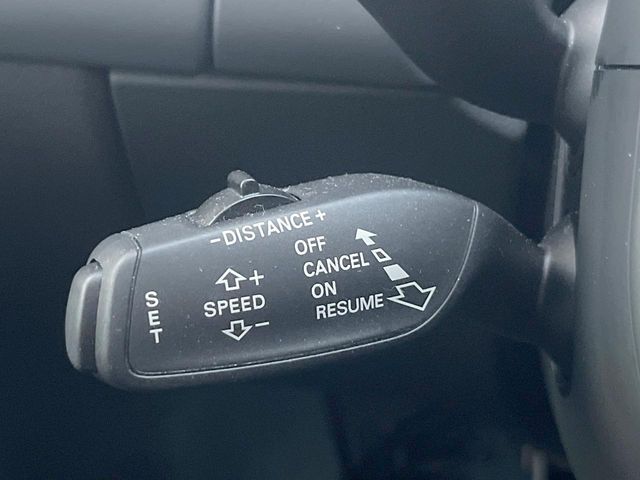 -DISTANCE+
OFF
CANCEL
ON
RESUME
+
SPEED
-
SET